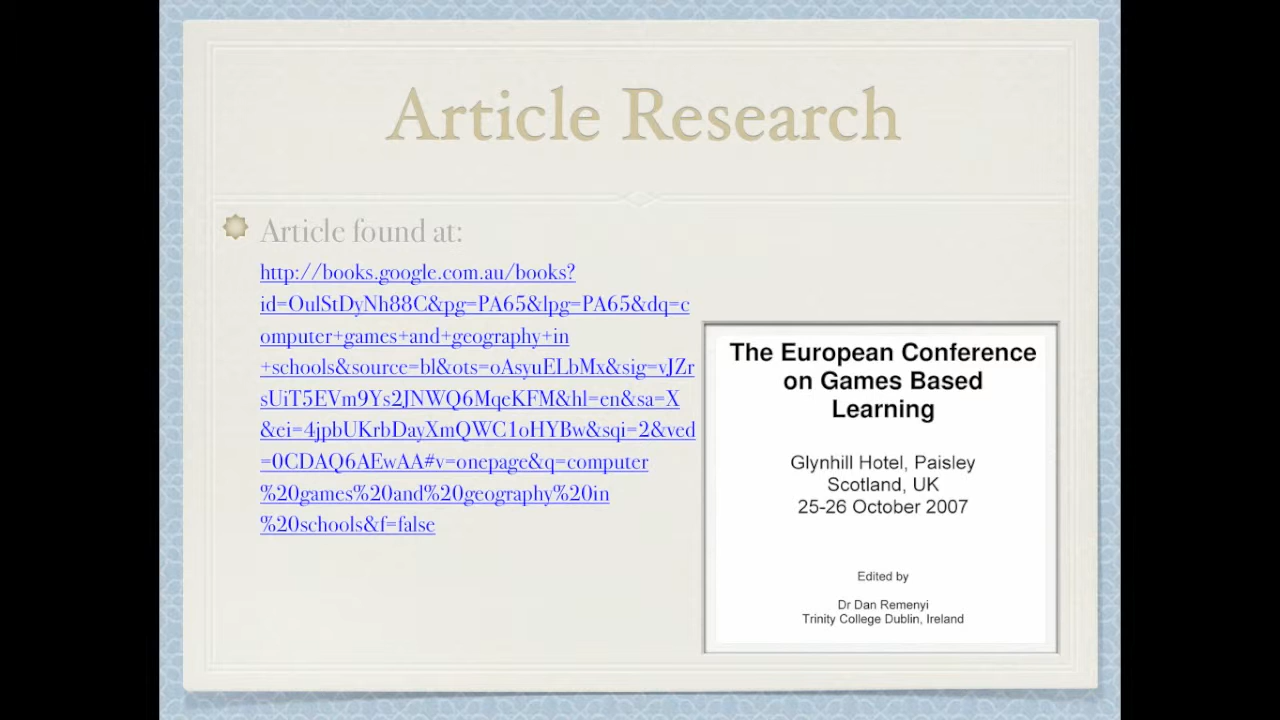 Article Research
Article found at:
http://books.google.com.au/books?
id=OulStDyNh88C&pg=PA65&lpg=PA65&dq=c
omputer+games+and+geography+in
+schools&source=bl&ots=oAsyuELbMx&sig=vJZr
sUiT5EVm9Ys2JNWQ6MqeKFM&hl=en&sa=X
&ei=4jpbUKrbDayXmQWC1oHYBw&sqi=2&ved
=0CDAQ6AEwAA#v=onepage&q=computer
%20games%20and%20geography%20in
%20schools&f=false
The European Conference
on Games Based
Learning
Glynhill Hotel, Paisley
Scotland, UK
25-26 October 2007
Edited by
Dr Dan Remenyi
Trinity College Dublin, Ireland